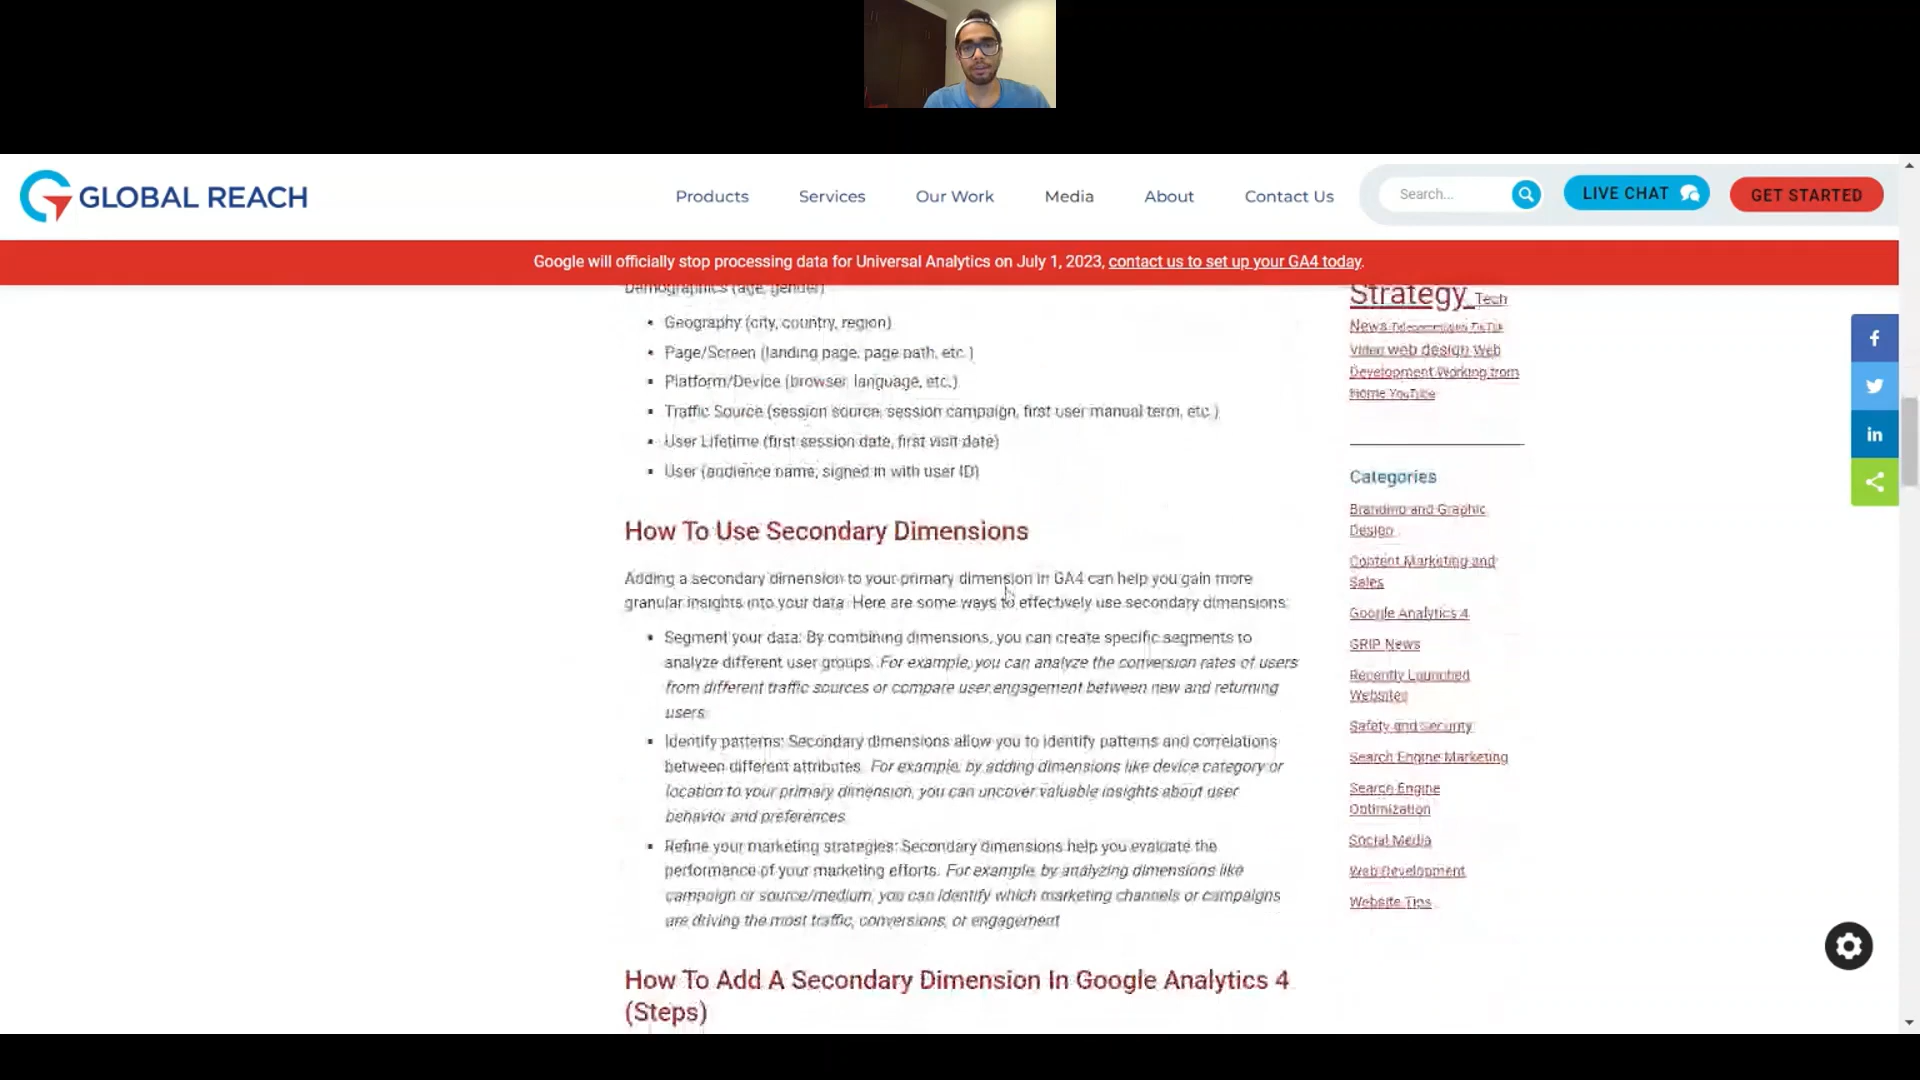 GLOBAL REACH
Products
Services
Our Work
Media
About
Contact Us
Search...
LIVE CHAT
GET STARTED
Google will officially stop processing data for Universal Analytics on July 1, 2023, contact us to set up your GA4 today.
Demographics (age, gender)
Geography (city, country, region)
Page/Screen (landing page, page path, etc.)
Platform/Device (browser, language, etc.)
Traffic Source (session source, session campaign, first user manual term, etc.)
User Lifetime (first session date, first visit date)
User (audience name, signed in with user ID)
How To Use Secondary Dimensions
Adding a secondary dimension to your primary dimension in GA4 can help you gain more
granular insights into your data. Here are some ways to effectively use secondary dimensions:
Segment your data: By combining dimensions, you can create specific segments to
analyze different user groups. For example, you can analyze the conversion rates of users
from different traffic sources or compare user engagement between new and returning
users.
Identify patterns: Secondary dimensions allow you to identify patterns and correlations
between different attributes. For example, by adding dimensions like device category or
location to your primary dimension, you can uncover valuable insights about user
behavior and preferences.
Refine your marketing strategies: Secondary dimensions help you evaluate the
performance of your marketing efforts. For example, by analyzing dimensions like
campaign or source/medium, you can identify which marketing channels or campaigns
are driving the most traffic, conversions, or engagement.
How To Add A Secondary Dimension In Google Analytics 4
(Steps)
Strategy Tech
News Telecommuting TikTok
Video web design Web
Development Working from
Home YouTube
Categories
Branding and Graphic
Design
Content Marketing and
Sales
Google Analytics 4
GRIP News
Recently Launched
Websites
Safety and Security
Search Engine Marketing
Search Engine
Optimization
Social Media
Web Development
Website Tips
f
in